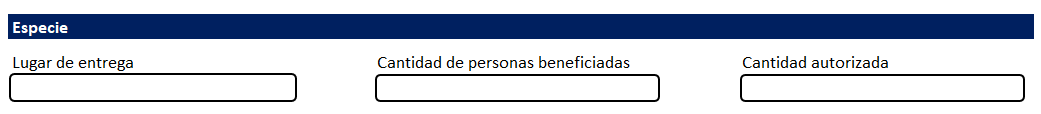 Especie
Lugar de entrega
Cantidad de personas beneficiadas
Cantidad autorizada